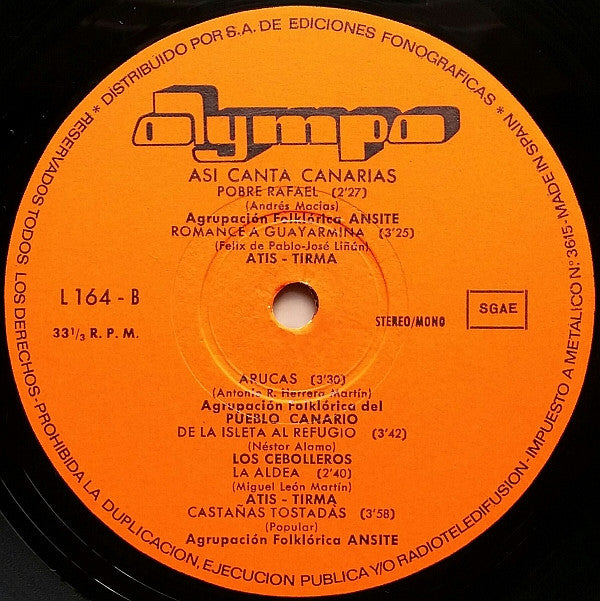 * DISTRIBUIDO POR S.A. DE EDICIONES FONOGRAFICAS * MADE IN SPAIN
olympo
ASI CANTA CANARIAS
POBRE RAFAEL (2'27)
(Andrés Macias)
Agrupación Folklórica ANSITE
ROMANCE A GUAYARMINA (3'25)
(Felix de Pablo-José Liñún)
ATIS - TIRMA
L 164 - B
33 1/3 R. P. M.
STEREO/MONO
SGAE
ARUCAS (3'30)
(Antonio R. Herrera Martín)
Agrupación Folklórica del
PUEBLO CANARIO
DE LA ISLETA AL REFUGIO (3'42)
(Néstor Alamo)
LOS CEBOLLEROS
LA ALDEA (2'40)
(Miguel León Martín)
ATIS - TIRMA
CASTAÑAS TOSTADAS (3'58)
(Popular)
Agrupación Folklórica ANSITE
RESERVADOS TODOS LOS DERECHOS-PROHIBIDA LA DUPLICACION, EJECUCION PUBLICA Y/O RADIOTELEDIFUSION - IMPUESTO A METALICO N.º 3615-